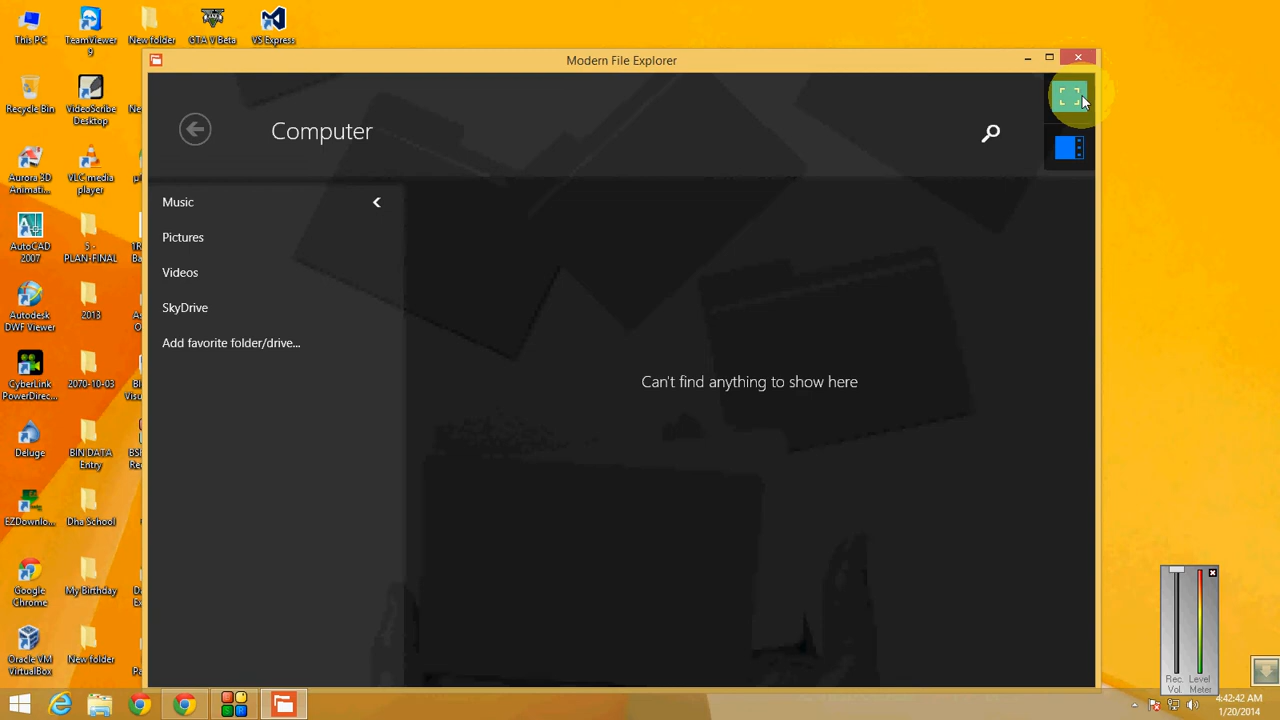 This PC
TeamViewer
9
New folder
GTA V Beta
VS Express
Modern File Explorer
Recycle Bin
VideoScribe
Desktop
Computer
Aurora 3D
Animati...
VLC media
player
Music
Pictures
AutoCAD
2007
5 -
PLAN-FINAL
Videos
SkyDrive
Autodesk
DWF Viewer
2013
Add favorite folder/drive...
Can't find anything to show here
CyberLink
PowerDirec...
2070-10-03
Deluge
BIN DATA
Entry
EZDownlo...
Dha School
Google
Chrome
My Birthday
Oracle VM
VirtualBox
New folder
Rec.
Vol.
Level
Meter
4:42:42 AM
1/20/2014